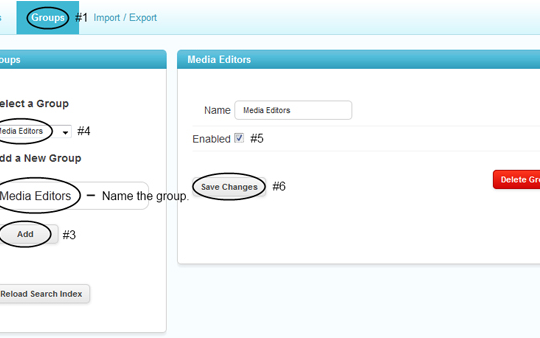 Groups #1 Import / Export
oups
Media Editors
elect a Group
Media Editors #4
dd a New Group
Media Editors – Name the group.
Add #3
Reload Search Index
Name Media Editors
Enabled #5
Save Changes #6
Delete Gr